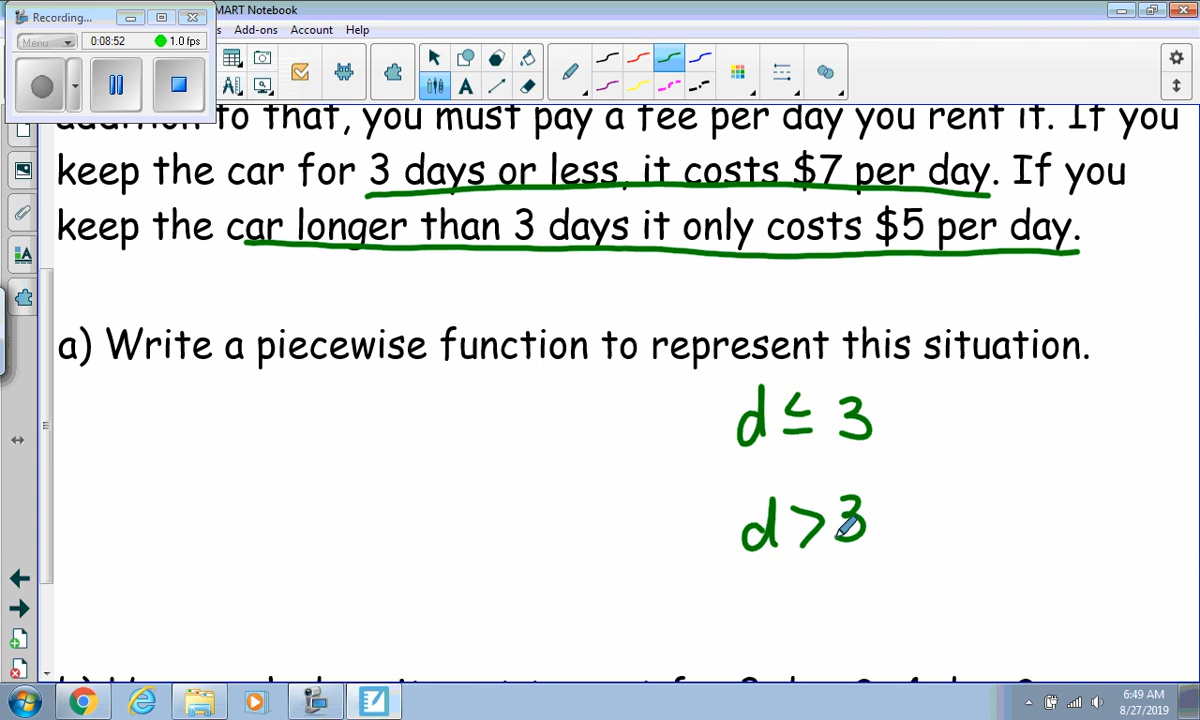 Recording...
MART Notebook
Menu
0:08:52
1.0 fps
Add-ons Account Help
addition to that, you must pay a fee per day you rent it. If you
keep the car for 3 days or less, it costs $7 per day. If you
keep the car longer than 3 days it only costs $5 per day.
a) Write a piecewise function to represent this situation.
d ≤ 3
d > 3
6:49 AM
8/27/2019